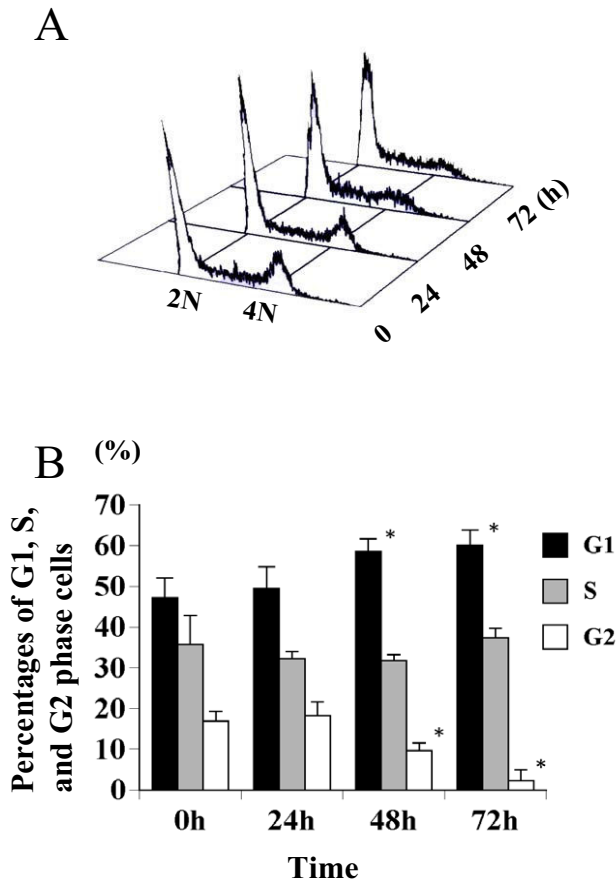 A
2N
4N
0
24
48
72 (h)
B
(%)
Percentages of G1, S,
and G2 phase cells
70
60
50
40
30
20
10
0
*
*
*
*
G1
S
G2
0h
24h
48h
72h
Time